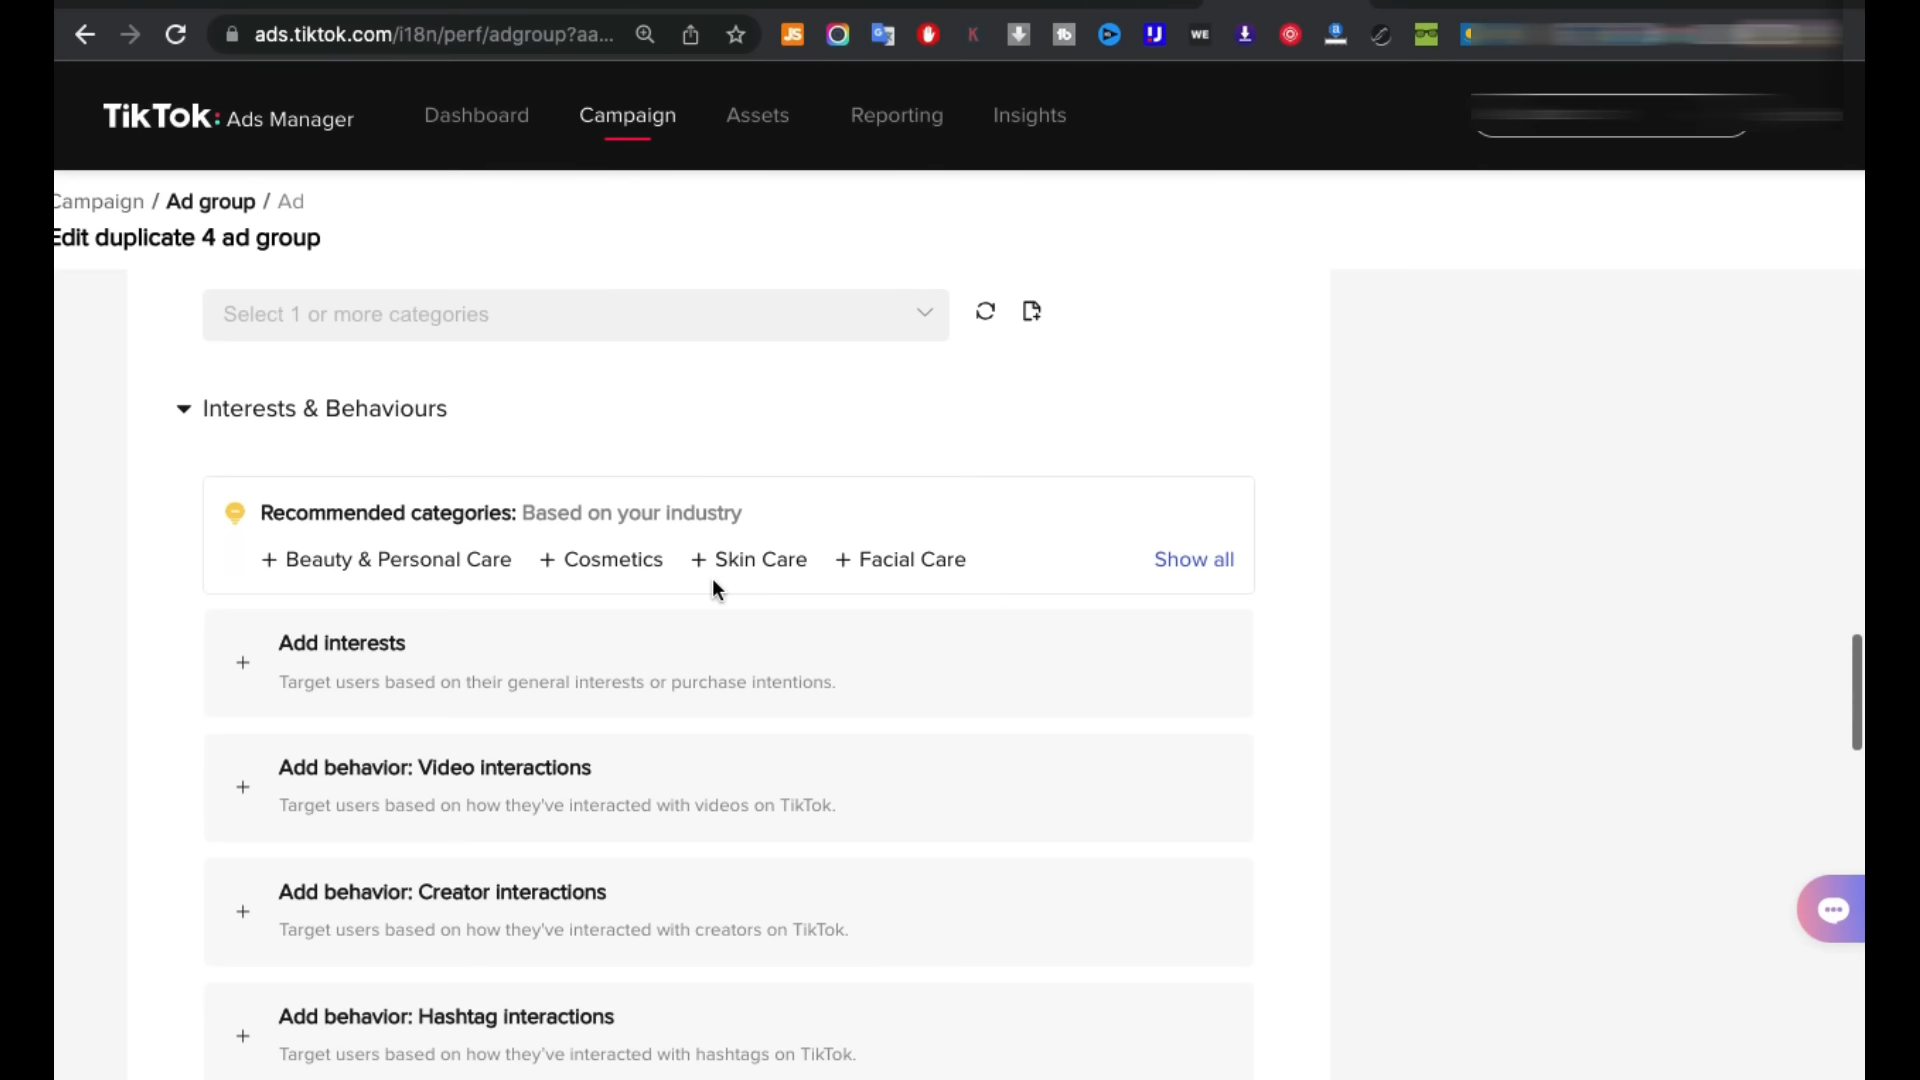 ads.tiktok.com/i18n/perf/adgroup?aa...
JS
K
WE
TikTok: Ads Manager
Dashboard
Campaign
Assets
Reporting
Insights
Campaign / Ad group / Ad
Edit duplicate 4 ad group
Select 1 or more categories
Interests & Behaviours
Recommended categories: Based on your industry
+ Beauty & Personal Care + Cosmetics + Skin Care + Facial Care Show all
Add interests
+
Target users based on their general interests or purchase intentions.
Add behavior: Video interactions
+
Target users based on how they've interacted with videos on TikTok.
Add behavior: Creator interactions
+
Target users based on how they've interacted with creators on TikTok.
Add behavior: Hashtag interactions
+
Target users based on how they've interacted with hashtags on TikTok.